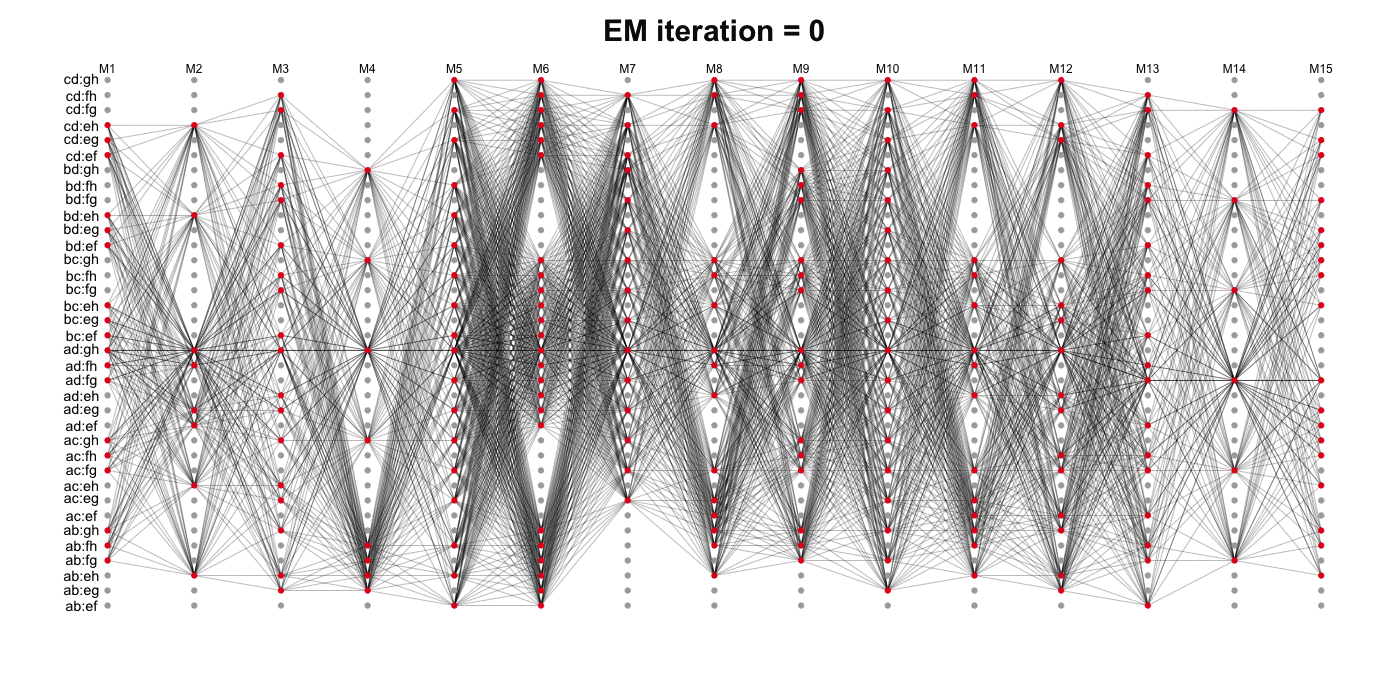 EM iteration = 0
M1 M2 M3 M4 M5 M6 M7 M8 M9 M10 M11 M12 M13 M14 M15
cd:gh
cd:fh
cd:fg
cd:eh
cd:eg
cd:ef
bd:gh
bd:fh
bd:fg
bd:eh
bd:eg
bd:ef
bc:gh
bc:fh
bc:fg
bc:eh
bc:eg
bc:ef
ad:gh
ad:fh
ad:fg
ad:eh
ad:eg
ad:ef
ac:gh
ac:fh
ac:fg
ac:eh
ac:eg
ac:ef
ab:gh
ab:fh
ab:fg
ab:eh
ab:eg
ab:ef